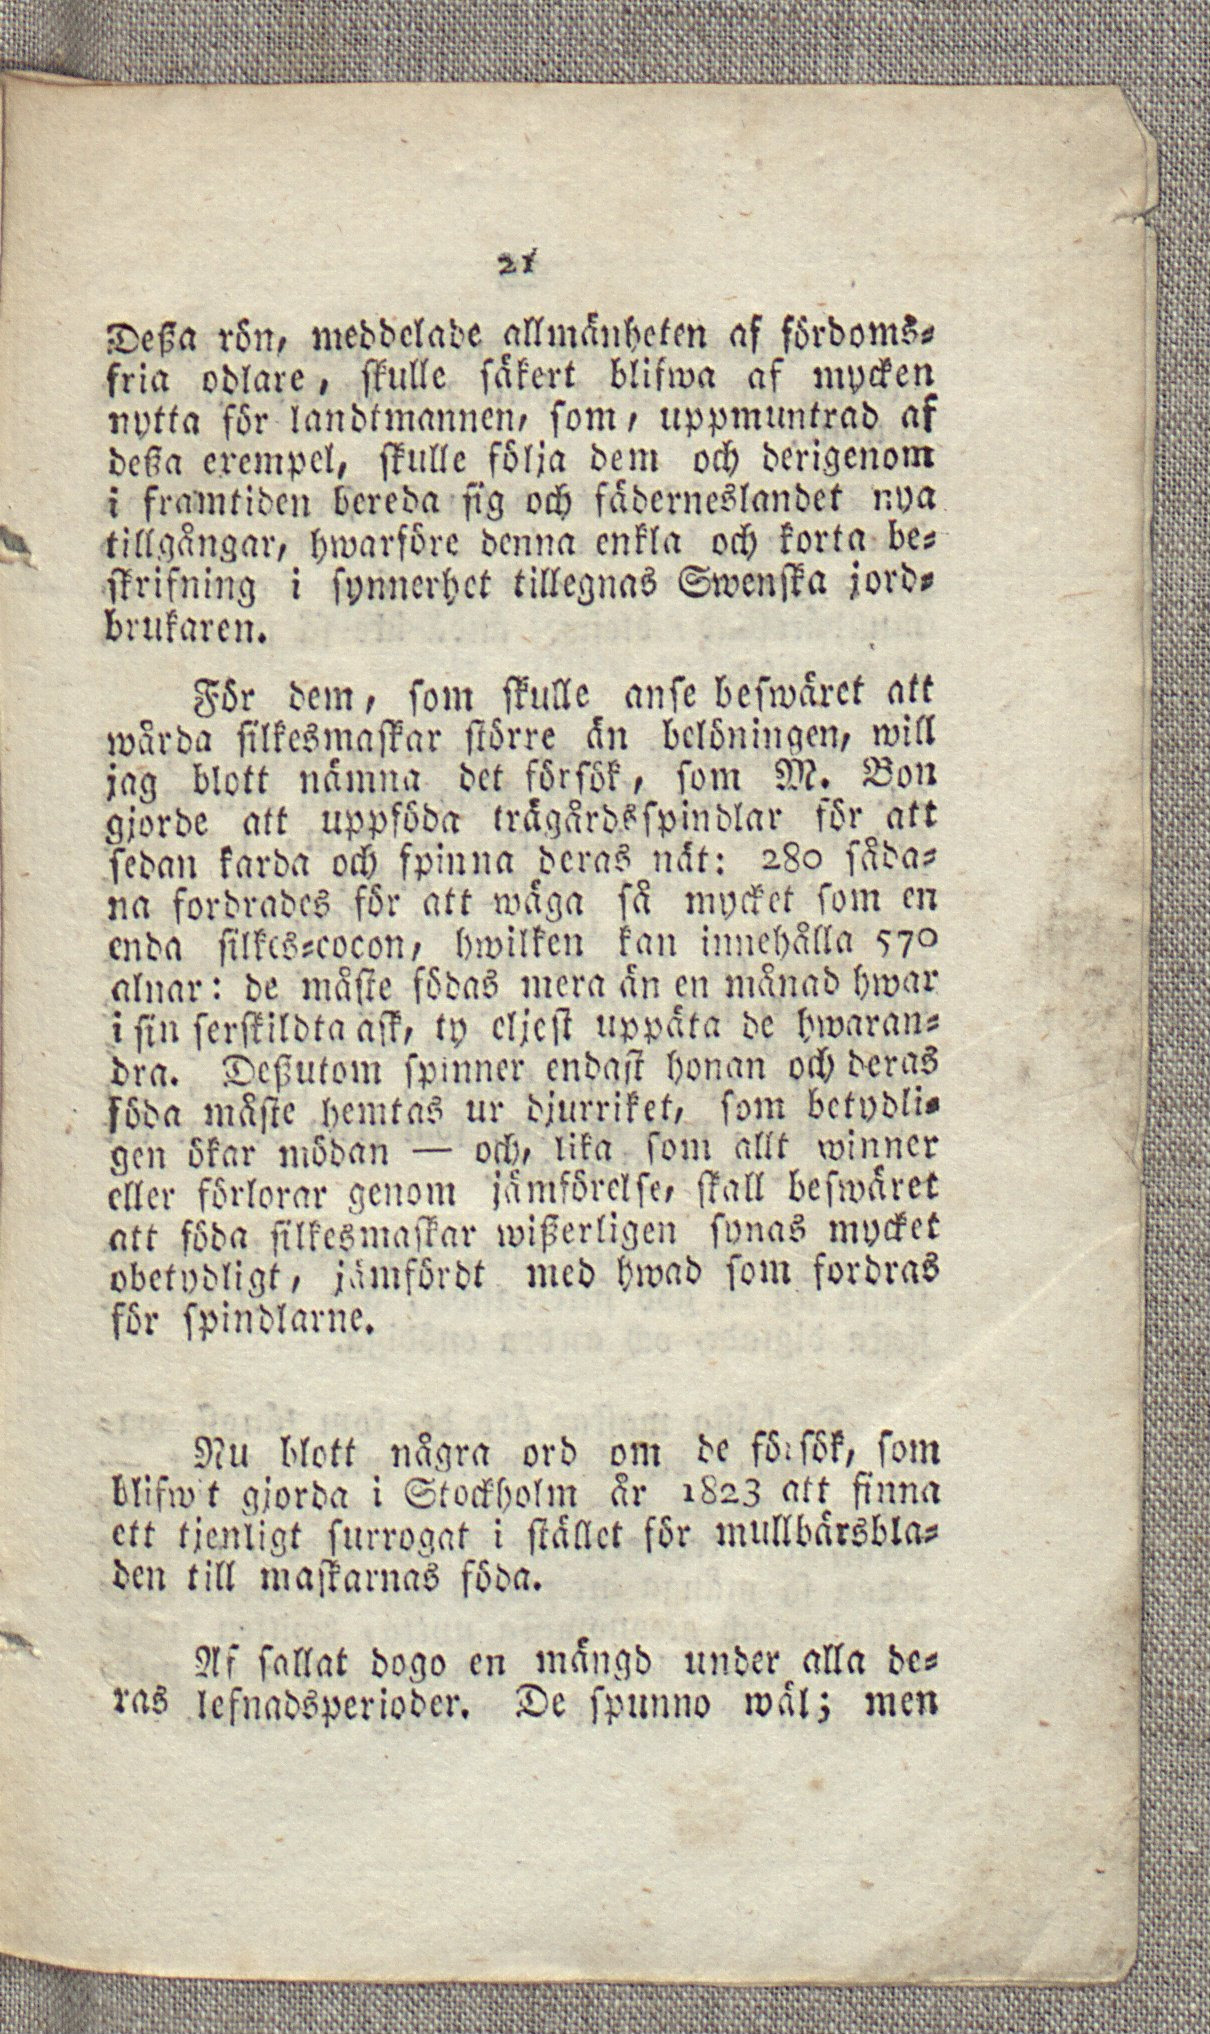 21
Deßa rön, meddelade allmänheten af fördoms-
fria odlare, skulle säkert blifwa af mycken
nytta för landtmannen, som, uppmuntrad af
deßa exempel, skulle följa dem och derigenom
i framtiden bereda sig och fäderneslandet nya
tillgångar, hwarföre denna enkla och korta be-
skrifning i synnerhet tillegnas Swenska jord-
brukaren.
För dem, som skulle anse beswäret att
wårda silkesmaskar större än belöningen, will
jag blott nämna det försök, som M. Bon
gjorde att uppföda trägårdsspindlar för att
sedan karda och spinna deras nät: 280 såda-
na fordrades för att wäga så mycket som en
enda silkes-cocon, hwilken kan innehålla 570
alnar: de måste födas mera än en månad hwar
i sin serskildta ask, ty eljest uppäta de hwaran-
dra. Deßutom spinner endast honan och deras
föda måste hemtas ur djurriket, som betydli-
gen ökar mödan — och, lika som allt winner
eller förlorar genom jämförelse, skall beswäret
att föda silkesmaskar wißerligen synas mycket
obetydligt, jämfördt med hwad som fordras
för spindlarne.
Nu blott några ord om de försök, som
blifwit gjorda i Stockholm år 1823 att finna
ett tjenligt surrogat i stället för mullbärsbla-
den till maskarnas föda.
Af sallat dogo en mängd under alla de-
ras lefnadsperioder. De spunno wäl; men